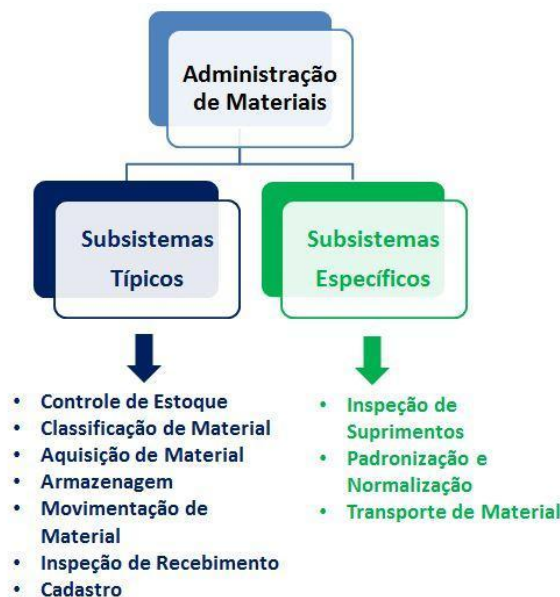 Administração
de Materiais
Subsistemas
Típicos
Subsistemas
Específicos
• Controle de Estoque
• Classificação de Material
• Aquisição de Material
• Armazenagem
• Movimentação de
Material
• Inspeção de Recebimento
• Cadastro
• Inspeção de
Suprimentos
• Padronização e
Normalização
• Transporte de Material